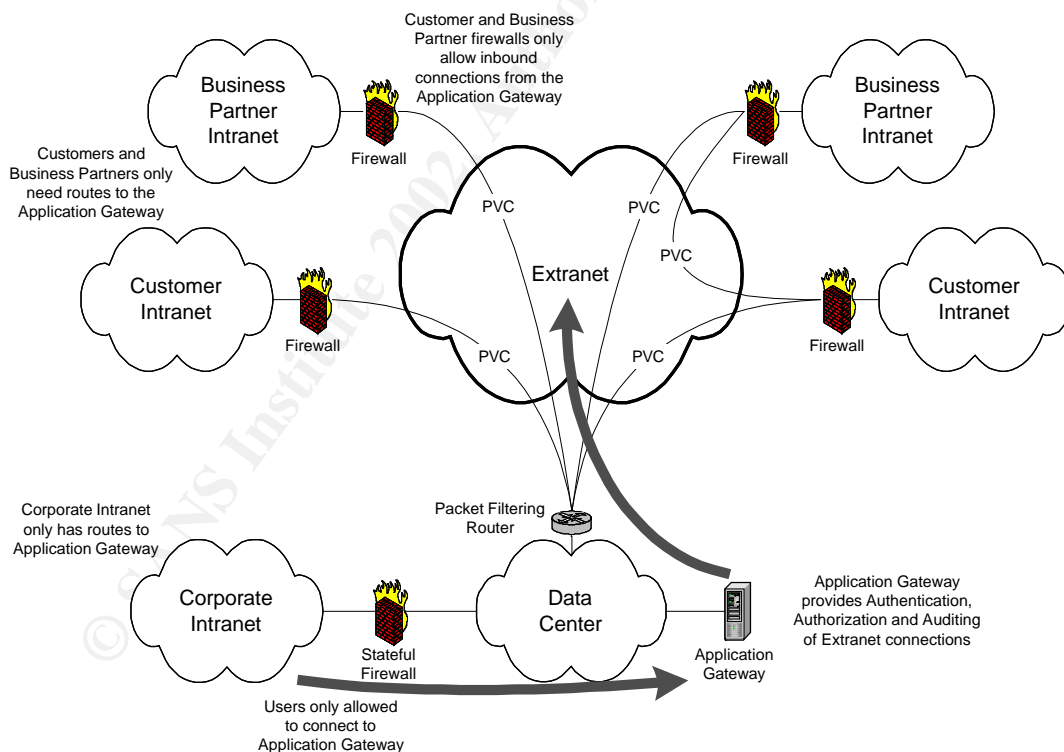 Customer and Business
Partner firewalls only
allow inbound
connections from the
Application Gateway
Business
Partner
Intranet
Firewall
Business
Partner
Intranet
Firewall
Customers and
Business Partners only
need routes to the
Application Gateway
PVC
PVC
PVC
Extranet
Customer
Intranet
Firewall
Customer
Intranet
Firewall
PVC
PVC
Packet Filtering
Router
Corporate Intranet
only has routes to
Application Gateway
Corporate
Intranet
Stateful
Firewall
Data
Center
Application
Gateway
Application Gateway
provides Authentication,
Authorization and Auditing
of Extranet connections
Users only allowed
to connect to
Application Gateway
© SANS Institute 2002, Autho